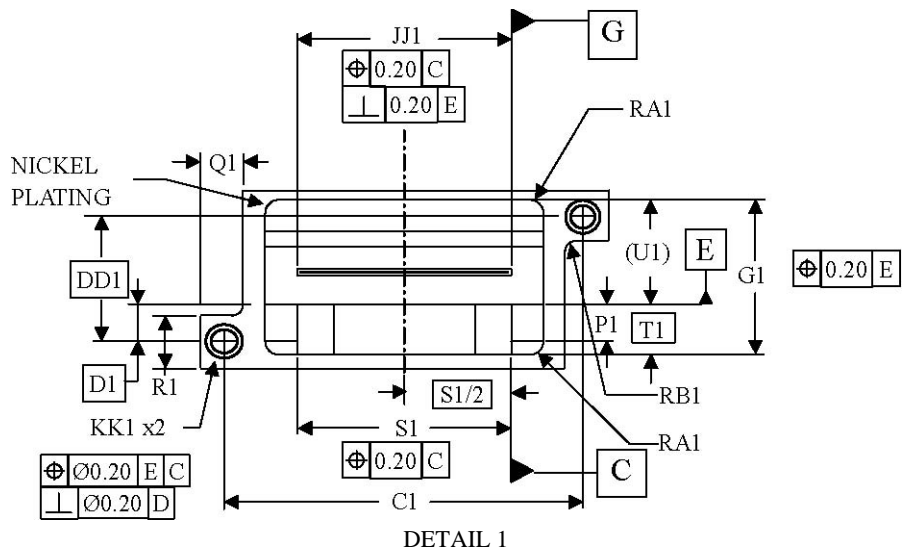 JJ1
G
⌖ 0.20 C
⊥ 0.20 E
RA1
Q1
NICKEL
PLATING
(U1)
E
G1
⌖ 0.20 E
DD1
P1
T1
D1
R1
S1/2
RB1
KK1 x2
S1
RA1
⌖ Ø0.20 E C
⊥ Ø0.20 D
⌖ 0.20 C
C
C1
DETAIL 1